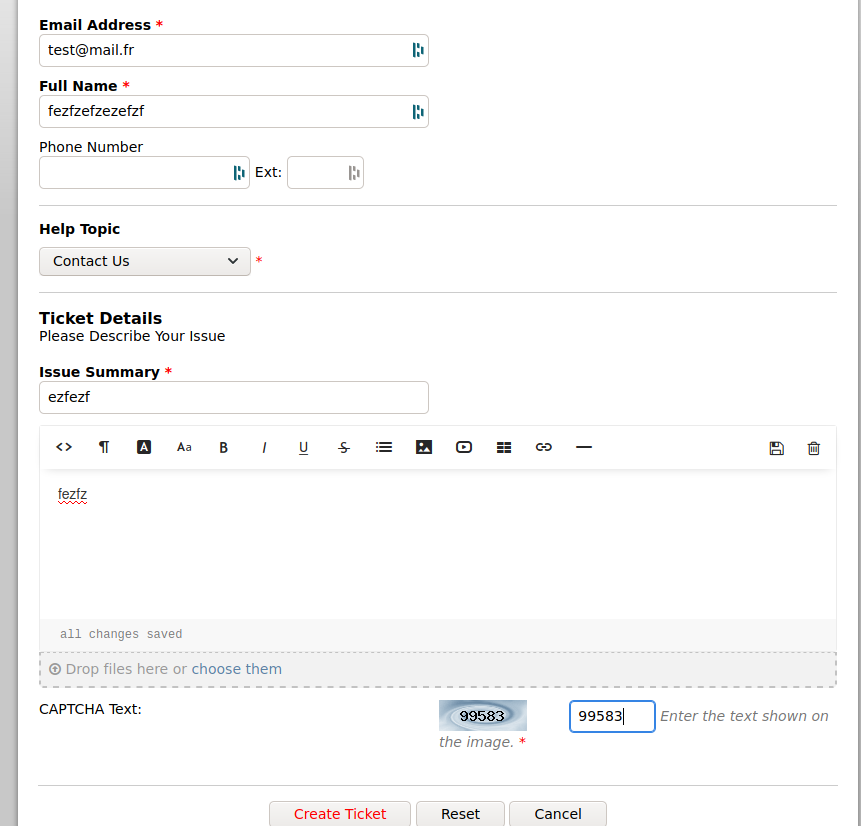 Email Address *
test@mail.fr
Full Name *
fezfzefzezefzf
Phone Number
Ext:
Help Topic
Contact Us *
Ticket Details
Please Describe Your Issue
Issue Summary *
ezfezf
<> ¶ A Aa B I U S
fezfz
all changes saved
Drop files here or choose them
CAPTCHA Text: 99583 99583 Enter the text shown on
the image. *
Create Ticket Reset Cancel